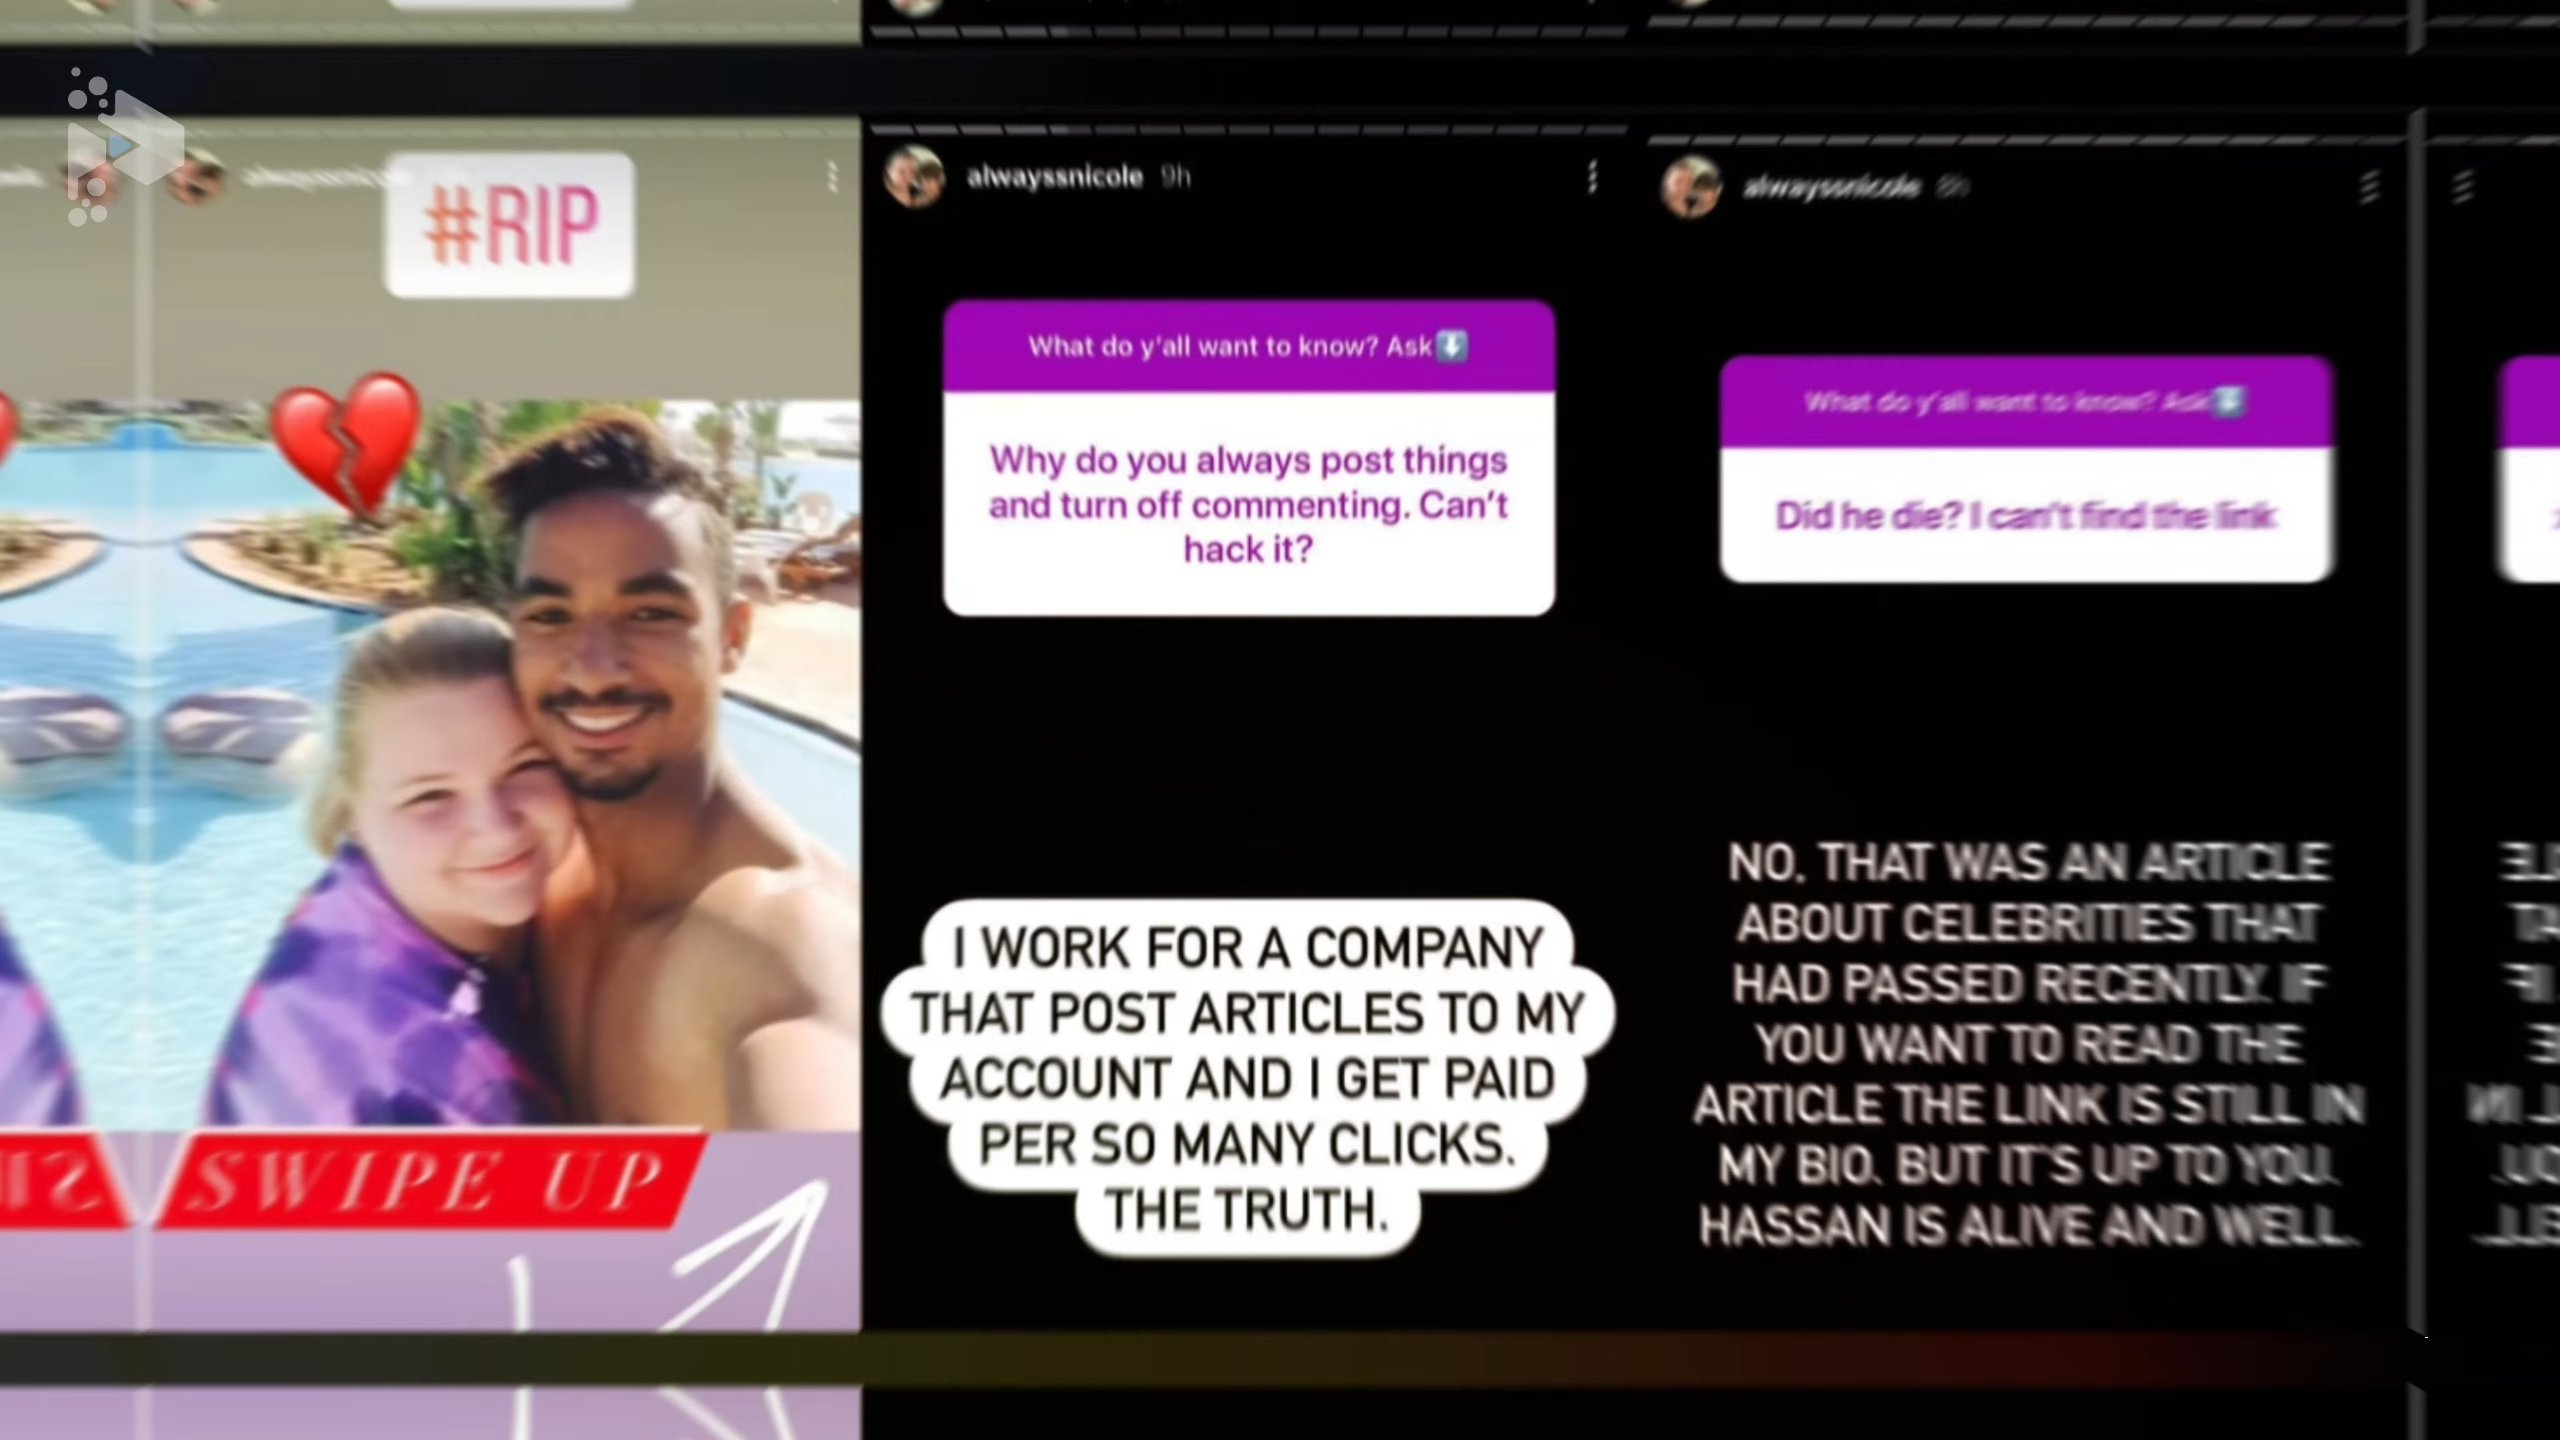 #RIP
SWIPE UP
alwayssnicole 9h
What do y'all want to know? Ask⬇️
Why do you always post things
and turn off commenting. Can't
hack it?
I WORK FOR A COMPANY
THAT POST ARTICLES TO MY
ACCOUNT AND I GET PAID
PER SO MANY CLICKS.
THE TRUTH.
alwayssnicole
What do y'all want to know? Ask⬇️
Did he die? I can't find the link
NO. THAT WAS AN ARTICLE
ABOUT CELEBRITIES THAT
HAD PASSED RECENTLY. IF
YOU WANT TO READ THE
ARTICLE THE LINK IS STILL IN
MY BIO. BUT IT'S UP TO YOU.
HASSAN IS ALIVE AND WELL.